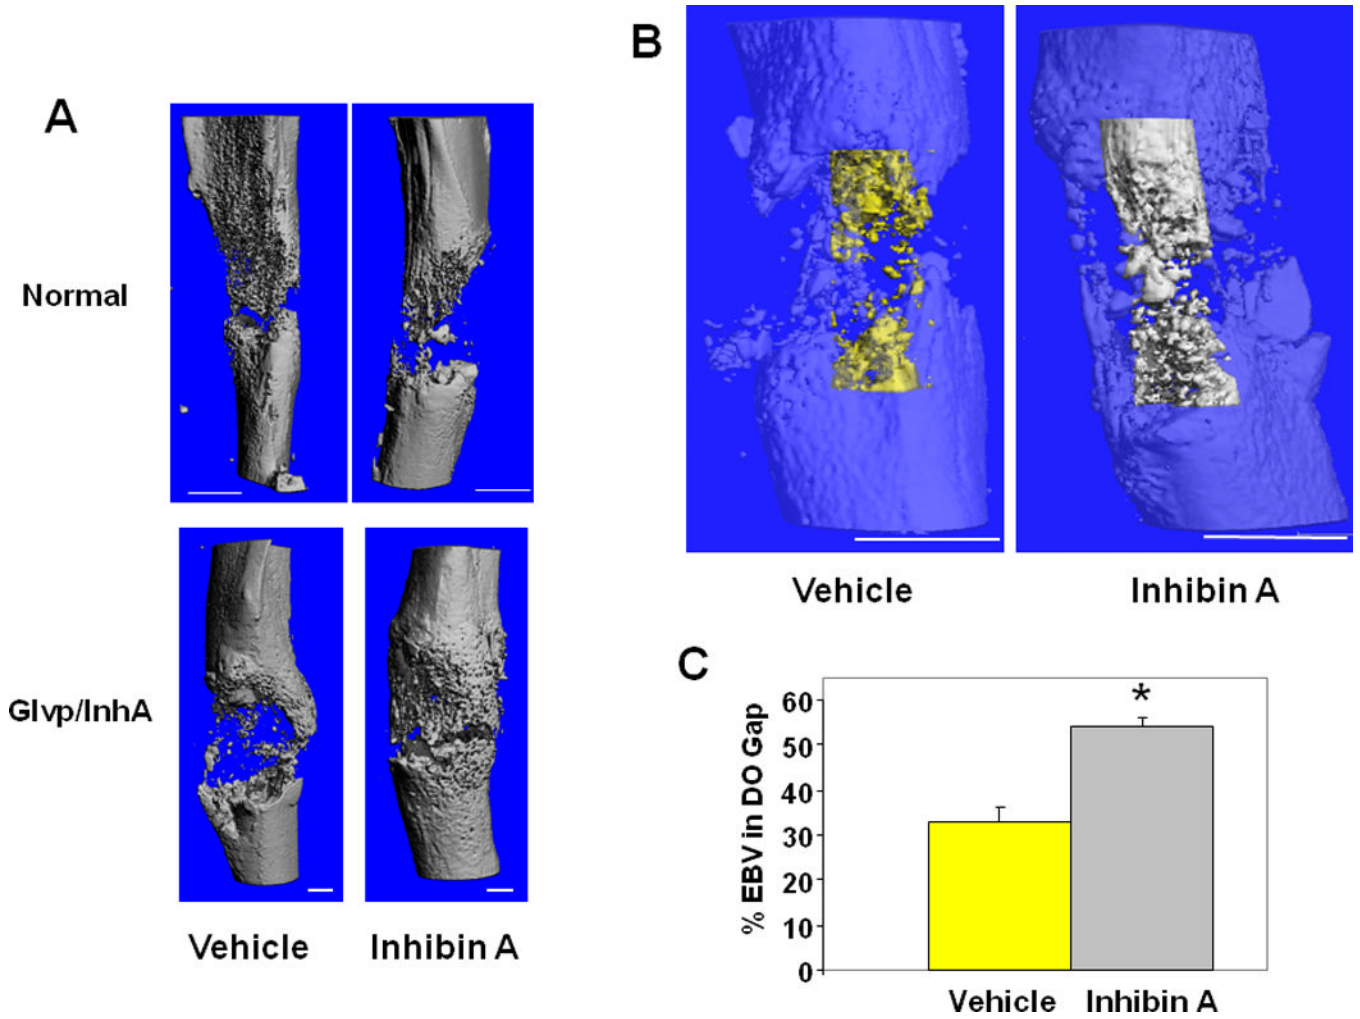 A
Normal
Glvp/InhA
Vehicle Inhibin A
B
Vehicle Inhibin A
C
% EBV in DO Gap
60
50
40
30
20
10
0
*
Vehicle Inhibin A